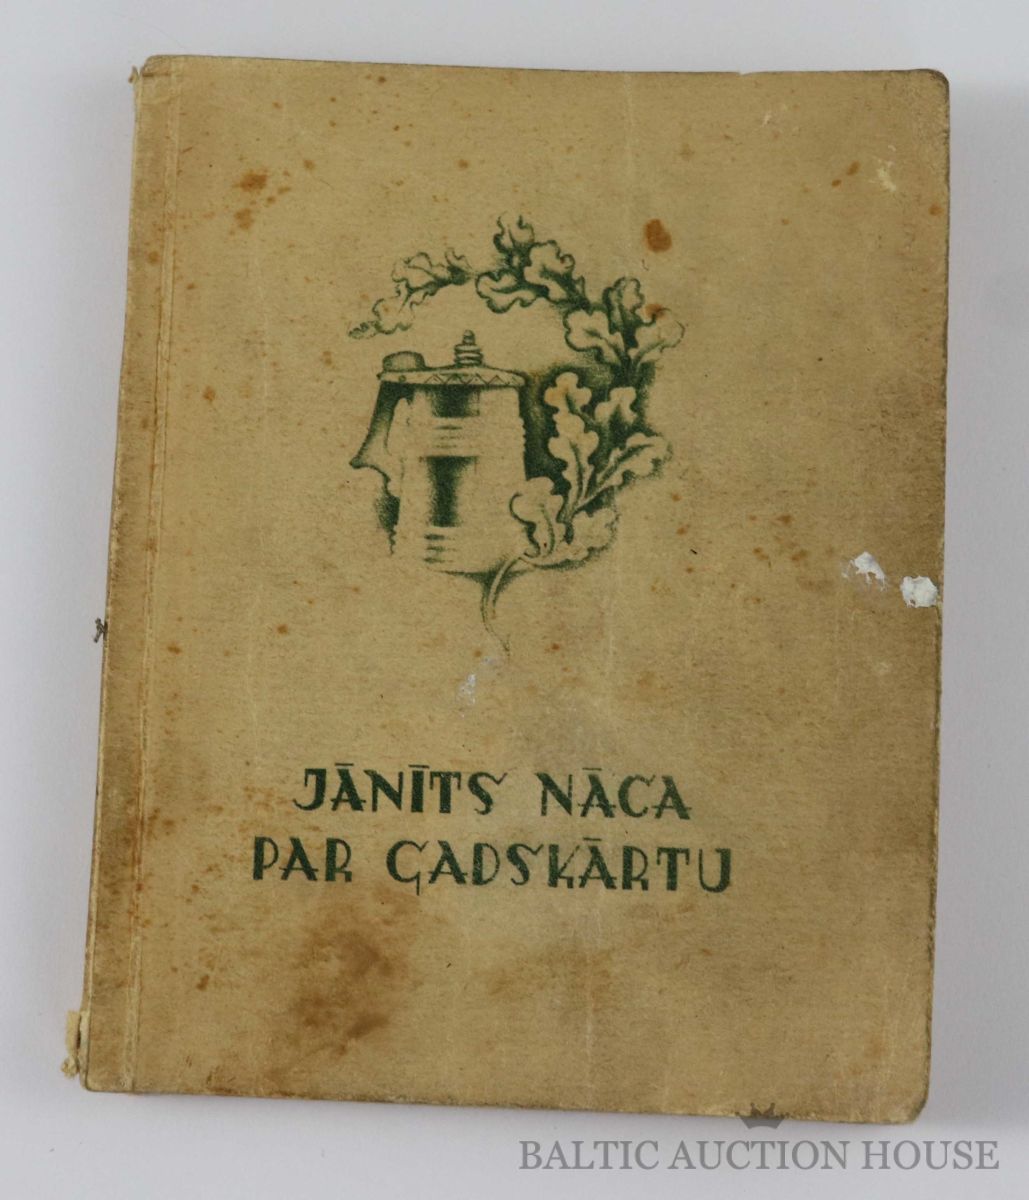 JĀNĪTS NĀCA
PAR GADSKĀRTU
BALTIC AUCTION HOUSE